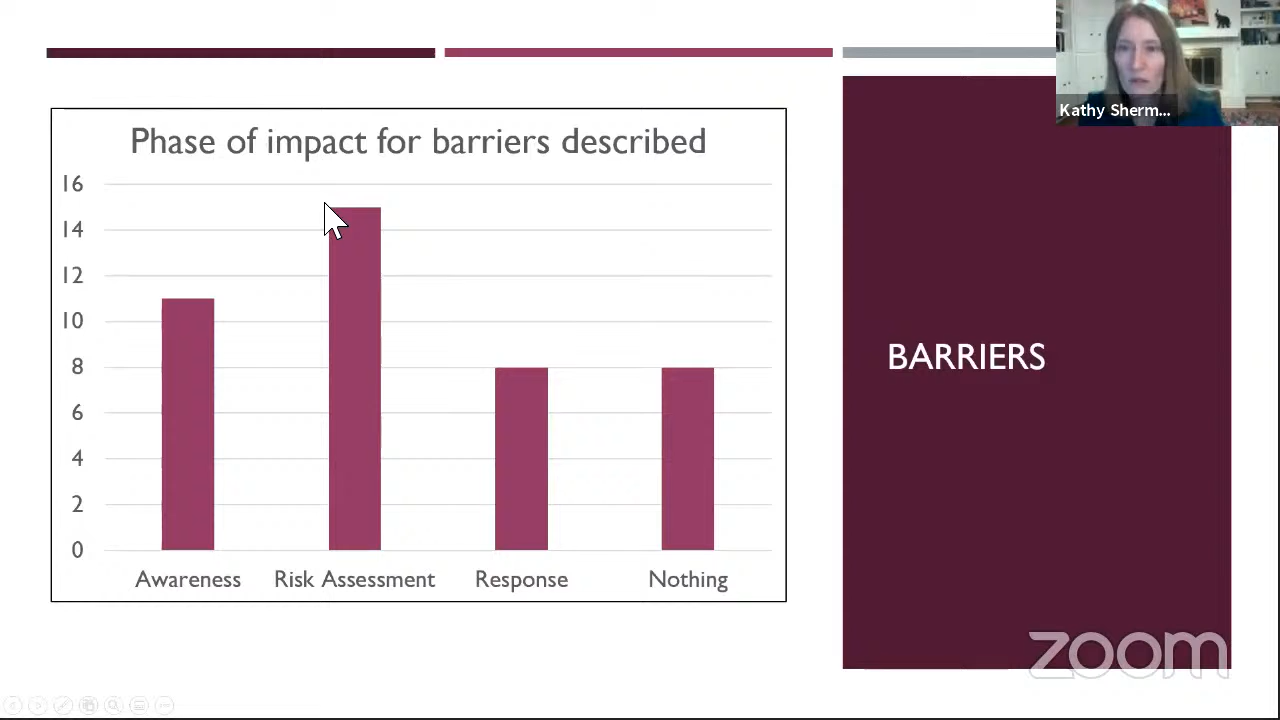 Kathy Sherm...
Phase of impact for barriers described
16
14
12
10
8
6
4
2
0
Awareness
Risk Assessment
Response
Nothing
BARRIERS
zoom